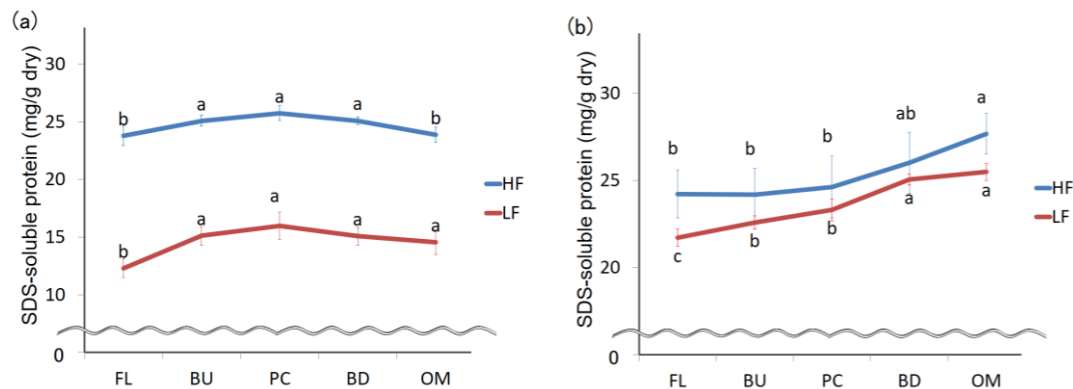 (a)
SDS-soluble protein (mg/g dry)
30
25
20
15
10
0
b a a a b
b a a a a
FL BU PC BD OM
HF
LF
(b)
SDS-soluble protein (mg/g dry)
30
25
20
0
b b b ab a
c b b a a
FL BU PC BD OM
HF
LF